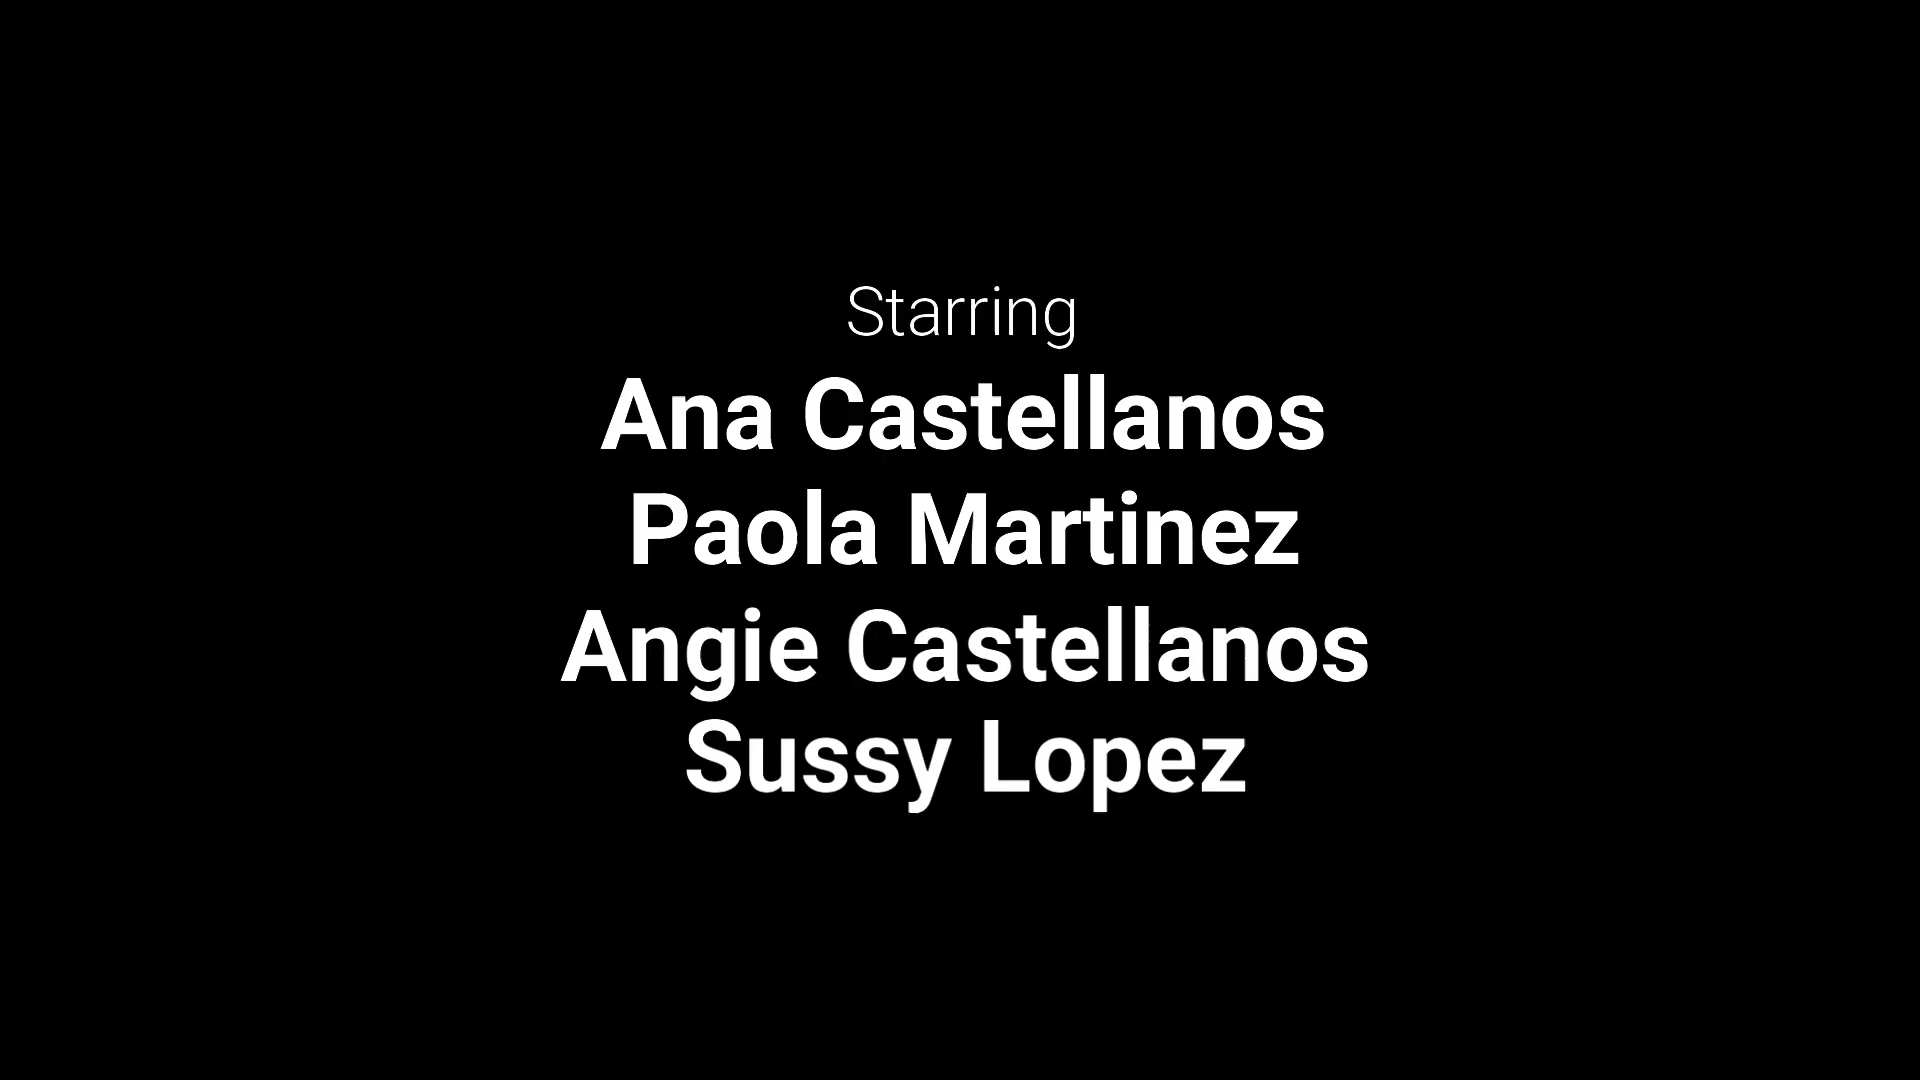 Starring
Ana Castellanos
Paola Martinez
Angie Castellanos
Sussy Lopez